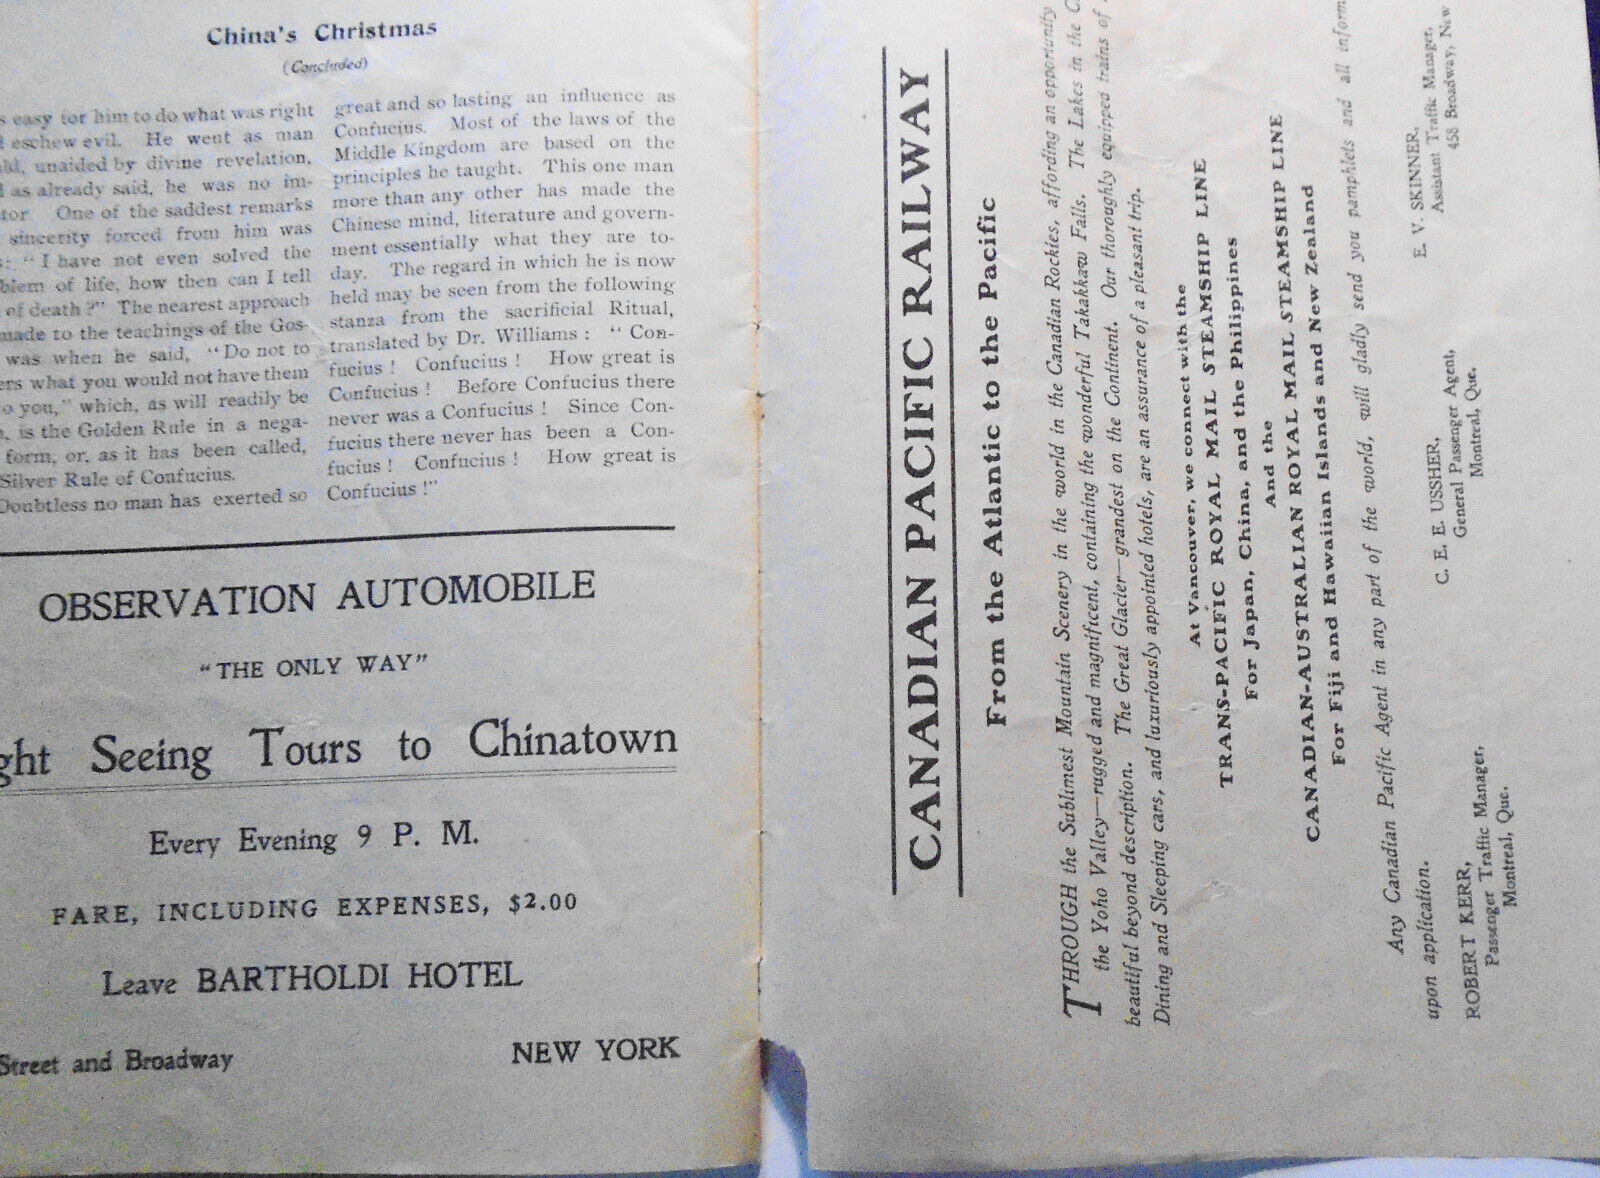 China's Christmas
(Concluded)
easy for him to do what was right
eschew evil. He went as man
unaided by divine revelation,
as already said, he was no im-
One of the saddest remarks
sincerity forced from him was
"I have not even solved the
of life, how then can I tell
of death?" The nearest approach
made to the teachings of the Gos-
was when he said, "Do not to
what you would not have them
you," which, as will readily be
is the Golden Rule in a nega-
form, or, as it has been called,
Silver Rule of Confucius.
Doubtless no man has exerted so
great and so lasting an influence as
Confucius. Most of the laws of the
Middle Kingdom are based on the
principles he taught. This one man
more than any other has made the
Chinese mind, literature and govern-
ment essentially what they are to-
day. The regard in which he is now
held may be seen from the following
stanza from the sacrificial Ritual,
translated by Dr. Williams: "Con-
fucius! Confucius! How great is
Confucius! Before Confucius there
never was a Confucius! Since Con-
fucius there never has been a Con-
fucius! Confucius! How great is
Confucius!"
OBSERVATION AUTOMOBILE
"THE ONLY WAY"
ght Seeing Tours to Chinatown
Every Evening 9 P. M.
FARE, INCLUDING EXPENSES, $2.00
Leave BARTHOLDI HOTEL
Street and Broadway NEW YORK
CANADIAN PACIFIC RAILWAY
From the Atlantic to the Pacific
THROUGH the Sublimest Mountain Scenery in the world in the Canadian Rockies, affording an opportunity
the Yoho Valley—rugged and magnificent, containing the wonderful Takakkaw Falls. The Lakes in the
beautiful beyond description. The Great Glacier—grandest on the Continent. Our thoroughly equipped trains of
Dining and Sleeping cars, and luxuriously appointed hotels, are an assurance of a pleasant trip.
At Vancouver, we connect with the
TRANS-PACIFIC ROYAL MAIL STEAMSHIP LINE
For Japan, China, and the Philippines
And the
CANADIAN-AUSTRALIAN ROYAL MAIL STEAMSHIP LINE
For Fiji and Hawaiian Islands and New Zealand
Any Canadian Pacific Agent in any part of the world, will gladly send you pamphlets and all inform
upon application.
ROBERT KERR,
Passenger Traffic Manager,
Montreal, Que.
C. E. E. USSHER,
General Passenger Agent,
Montreal, Que.
E. V. SKINNER,
Assistant Traffic Manager,
458 Broadway, New